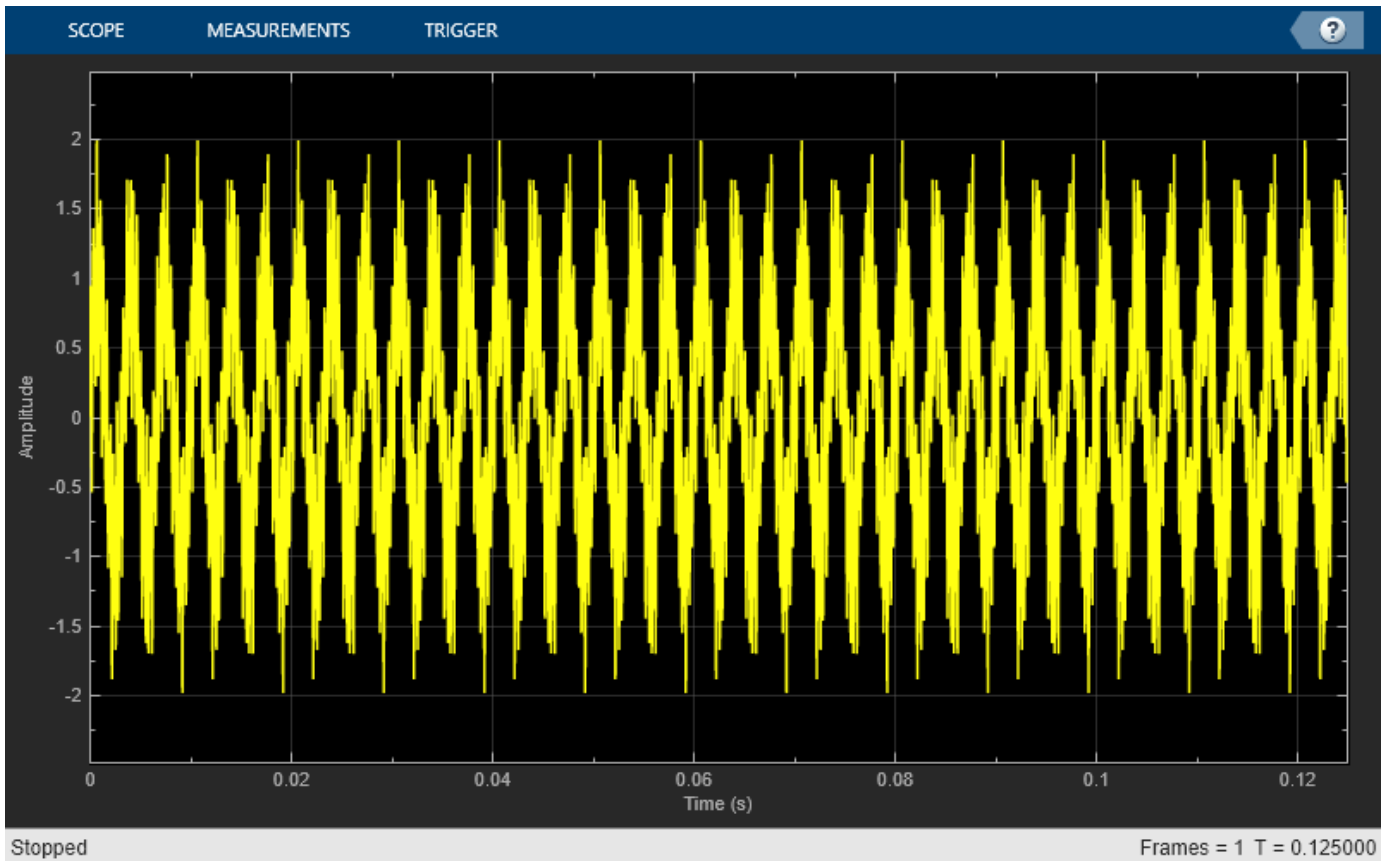 SCOPE MEASUREMENTS TRIGGER ?
2
1.5
1
0.5
0
-0.5
-1
-1.5
-2
Amplitude
0 0.02 0.04 0.06 0.08 0.1 0.12
Time (s)
Stopped Frames = 1 T = 0.125000